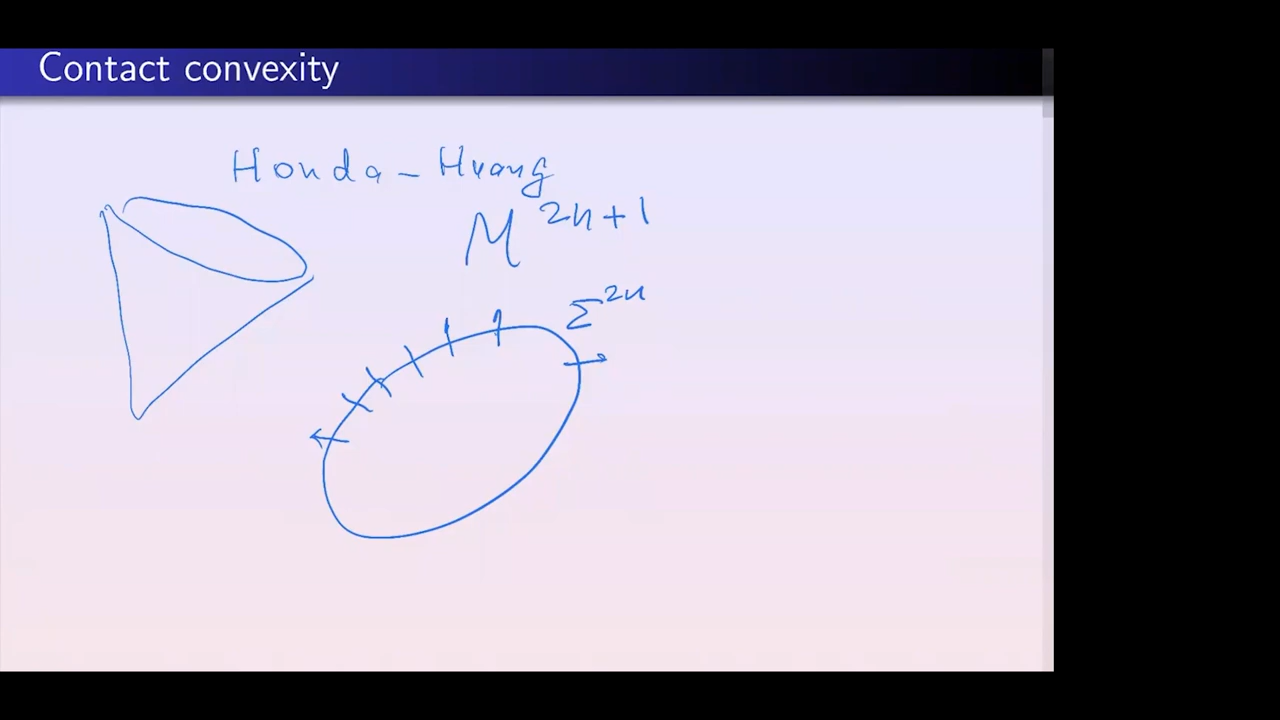 Contact convexity
Honda - Huang
M^{2n+1}
Σ^{2n}